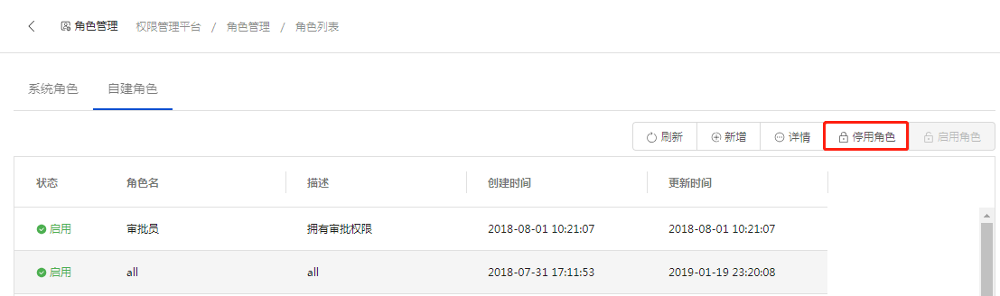 角色管理 权限管理平台 / 角色管理 / 角色列表
系统角色 自建角色
刷新 新增 详情 停用角色 启用角色
状态 角色名 描述 创建时间 更新时间
启用 审批员 拥有审批权限 2018-08-01 10:21:07 2018-08-01 10:21:07
启用 all all 2018-07-31 17:11:53 2019-01-19 23:20:08